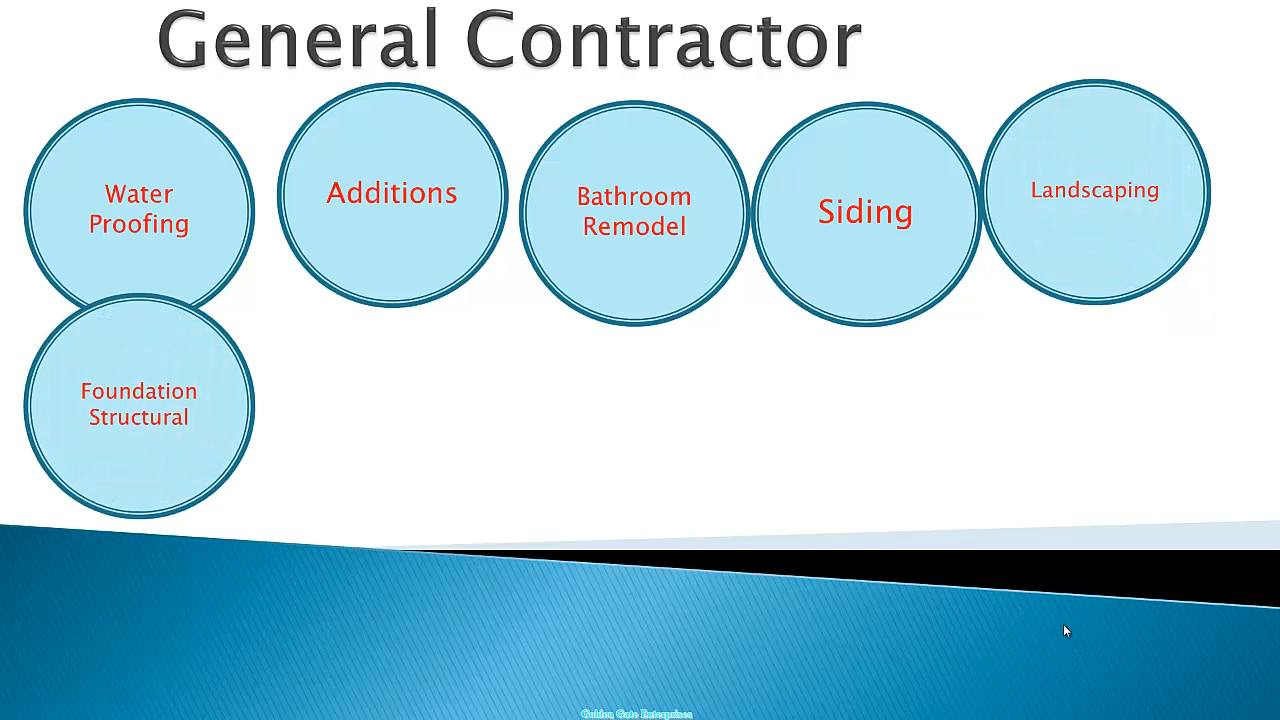 General Contractor
Water
Proofing
Additions
Bathroom
Remodel
Siding
Landscaping
Foundation
Structural
Golden Gate Enterprises